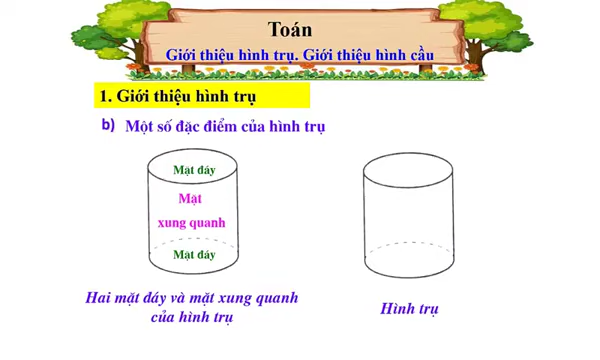 Toán
Giới thiệu hình trụ. Giới thiệu hình cầu
1. Giới thiệu hình trụ
b) Một số đặc điểm của hình trụ
Mặt đáy
Mặt
xung quanh
Mặt đáy
Hai mặt đáy và mặt xung quanh
của hình trụ
Hình trụ